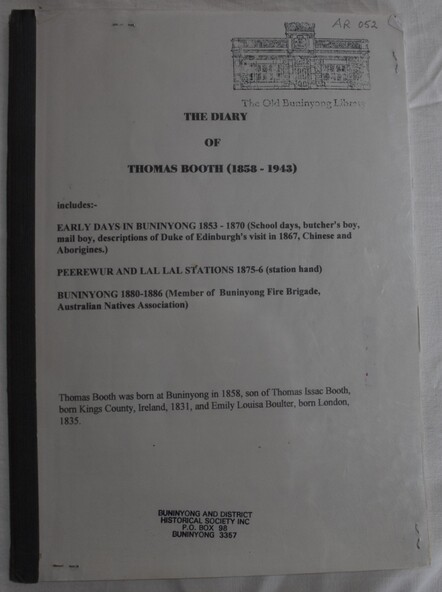 AR 052
The Old Buninyong Library
THE DIARY
OF
THOMAS BOOTH (1858 - 1943)
includes:-
EARLY DAYS IN BUNINYONG 1853 - 1870 (School days, butcher's boy,
mail boy, descriptions of Duke of Edinburgh's visit in 1867, Chinese and
Aborigines.)
PEEREWUR AND LAL LAL STATIONS 1875-6 (station hand)
BUNINYONG 1880-1886 (Member of Buninyong Fire Brigade,
Australian Natives Association)
Thomas Booth was born at Buninyong in 1858, son of Thomas Issac Booth,
born Kings County, Ireland, 1831, and Emily Louisa Boulter, born London,
1835.
BUNINYONG AND DISTRICT
HISTORICAL SOCIETY INC
P.O. BOX 98
BUNINYONG 3357